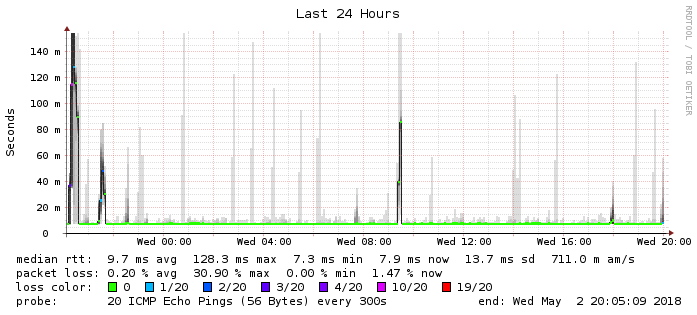 Last 24 Hours
RRDTOOL / TOBI OETIKER
Seconds
140 m
120 m
100 m
80 m
60 m
40 m
20 m
0
Wed 00:00 Wed 04:00 Wed 08:00 Wed 12:00 Wed 16:00 Wed 20:00
median rtt: 9.7 ms avg 128.3 ms max 7.3 ms min 7.9 ms now 13.7 ms sd 711.0 m am/s
packet loss: 0.20 % avg 30.90 % max 0.00 % min 1.47 % now
loss color: 0 1/20 2/20 3/20 4/20 10/20 19/20
probe: 20 ICMP Echo Pings (56 Bytes) every 300s end: Wed May 2 20:05:09 2018